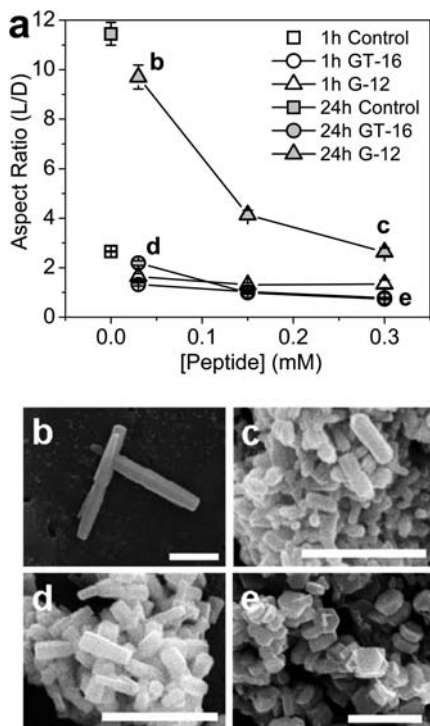 a
12
10
8
6
4
2
0
Aspect Ratio (L/D)
b
c
d
e
1h Control
1h GT-16
1h G-12
24h Control
24h GT-16
24h G-12
0.0 0.1 0.2 0.3
[Peptide] (mM)
b
c
d
e